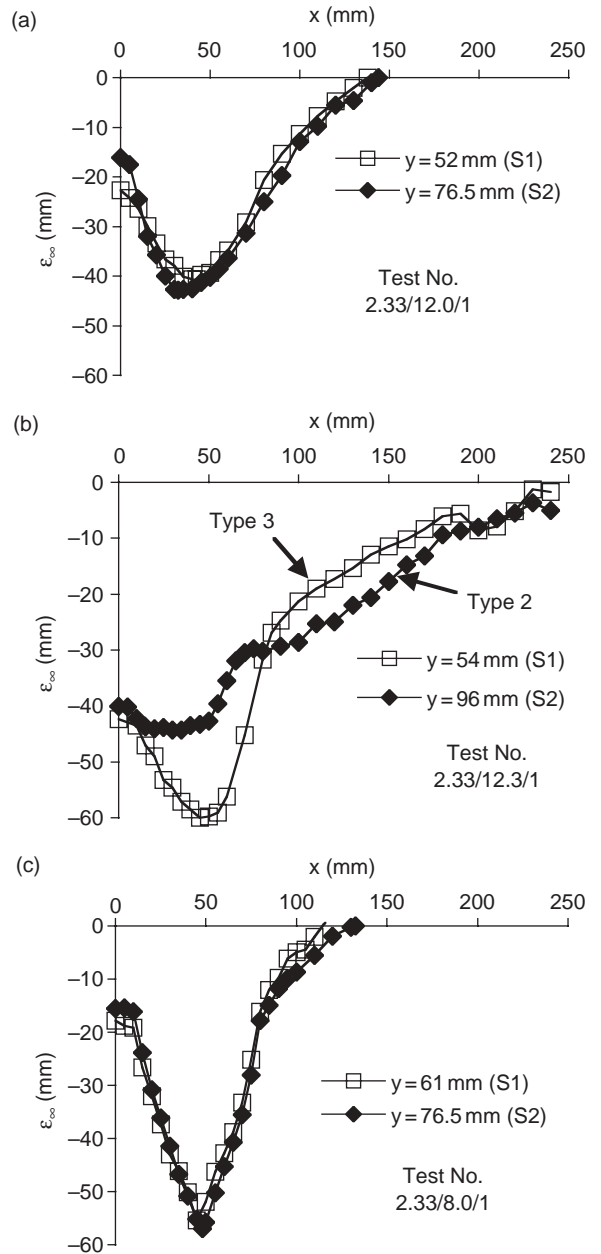 (a)
x (mm)
0 50 100 150 200 250
0
−10
−20
−30
−40
−50
−60
ε∞ (mm)
y = 52 mm (S1)
y = 76.5 mm (S2)
Test No.
2.33/12.0/1
(b)
x (mm)
0 50 100 150 200 250
0
−10
−20
−30
−40
−50
−60
ε∞ (mm)
Type 3
Type 2
y = 54 mm (S1)
y = 96 mm (S2)
Test No.
2.33/12.3/1
(c)
x (mm)
0 50 100 150 200 250
0
−10
−20
−30
−40
−50
−60
ε∞ (mm)
y = 61 mm (S1)
y = 76.5 mm (S2)
Test No.
2.33/8.0/1